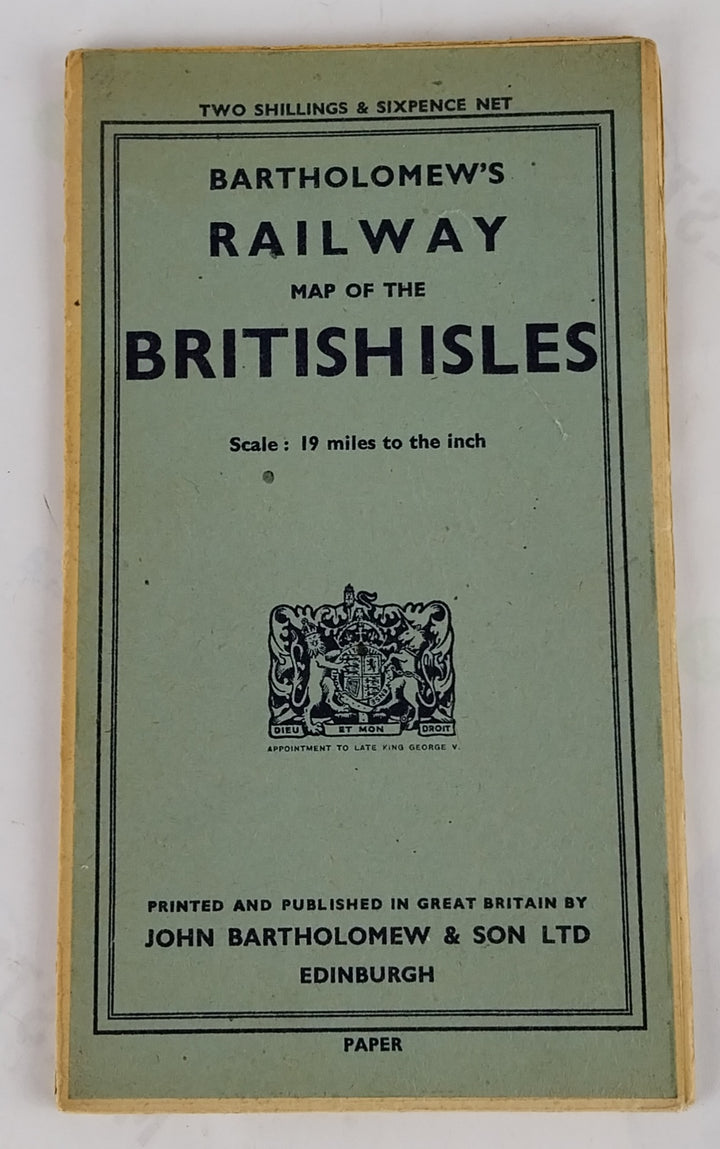 TWO SHILLINGS & SIXPENCE NET
BARTHOLOMEW'S
RAILWAY
MAP OF THE
BRITISH ISLES
Scale : 19 miles to the inch
DIEU ET MON DROIT
APPOINTMENT TO LATE KING GEORGE V.
PRINTED AND PUBLISHED IN GREAT BRITAIN BY
JOHN BARTHOLOMEW & SON LTD
EDINBURGH
PAPER